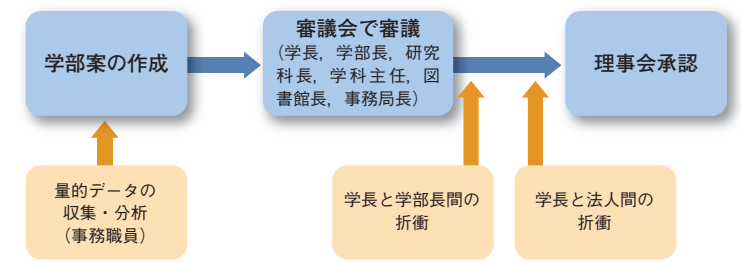 学部案の作成
審議会で審議
（学長，学部長，研究
科長，学科主任，図
書館長，事務局長）
理事会承認
量的データの
収集・分析
（事務職員）
学長と学部長間の
折衝
学長と法人間の
折衝